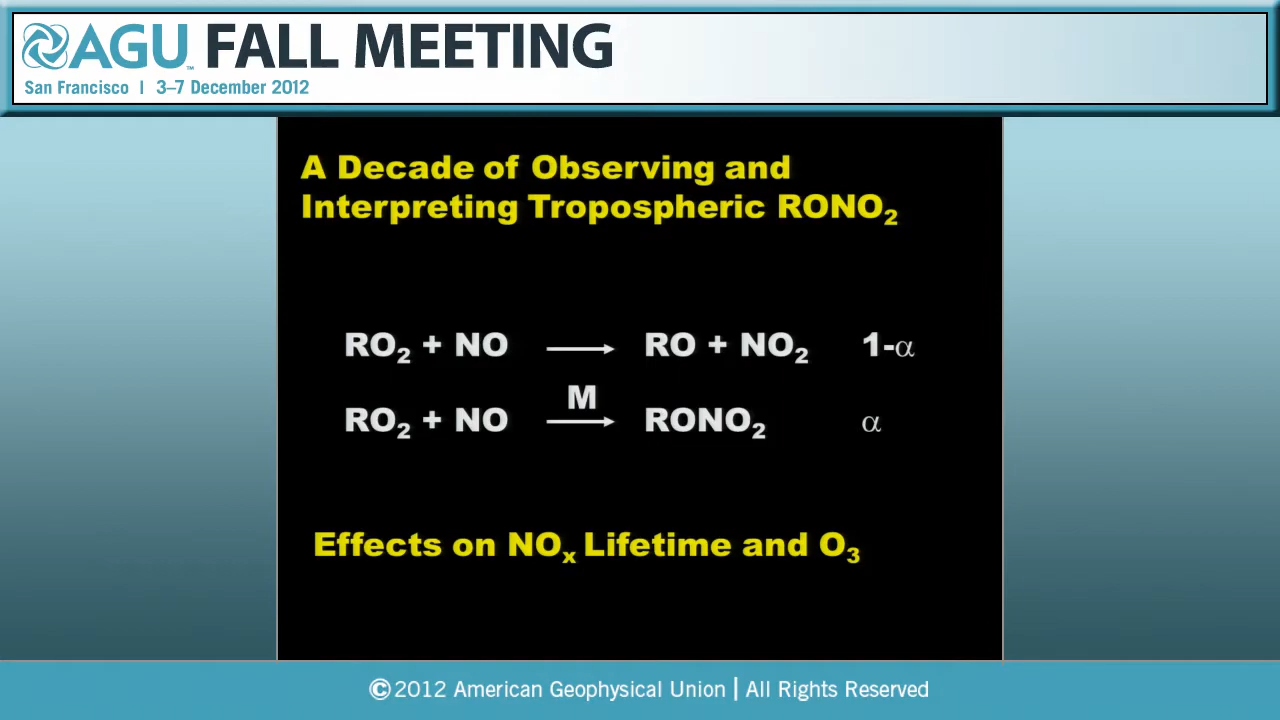 AGU™ FALL MEETING
San Francisco | 3–7 December 2012
A Decade of Observing and
Interpreting Tropospheric RONO₂
RO₂ + NO ⟶ RO + NO₂ 1-α
M
RO₂ + NO ⟶ RONO₂ α
Effects on NOₓ Lifetime and O₃
©2012 American Geophysical Union | All Rights Reserved